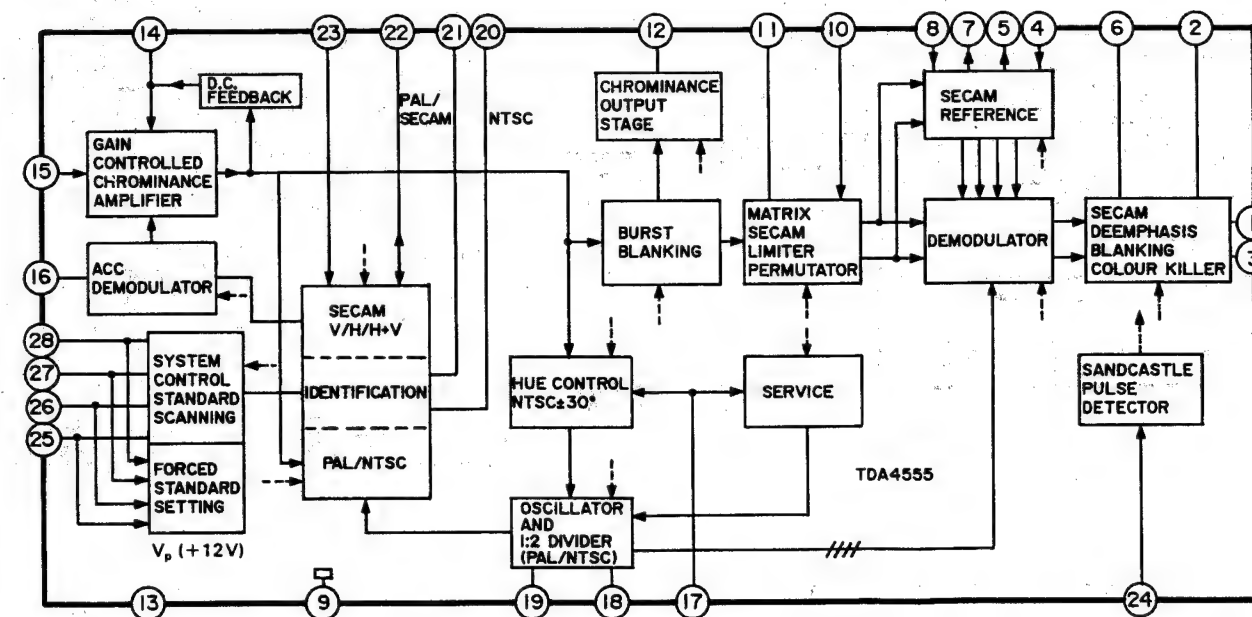 14
23
22
21
20
12
11
10
8
7
5
4
6
2
D.C.
FEEDBACK
PAL/
SECAM
NTSC
CHROMINANCE
OUTPUT
STAGE
SECAM
REFERENCE
15
GAIN
CONTROLLED
CHROMINANCE
AMPLIFIER
BURST
BLANKING
MATRIX
SECAM
LIMITER
PERMUTATOR
DEMODULATOR
SECAM
DEEMPHASIS
BLANKING
COLOUR KILLER
1
3
16
ACC
DEMODULATOR
SECAM
V/H/H+V
IDENTIFICATION
PAL/NTSC
28
27
26
25
SYSTEM
CONTROL
STANDARD
SCANNING
FORCED
STANDARD
SETTING
Vp (+12V)
HUE CONTROL
NTSC±30°
SERVICE
SANDCASTLE
PULSE
DETECTOR
TDA4555
OSCILLATOR
AND
1:2 DIVIDER
(PAL/NTSC)
13
9
19
18
17
24